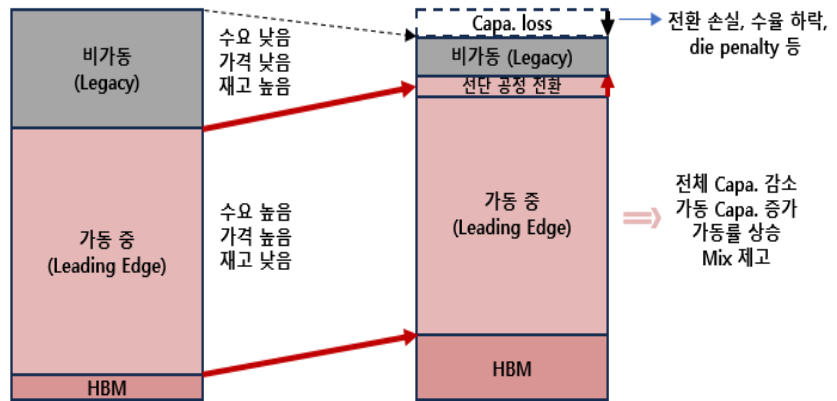 비가동
(Legacy)
수요 낮음
가격 낮음
재고 높음
가동 중
(Leading Edge)
수요 높음
가격 높음
재고 낮음
HBM
Capa. loss
비가동 (Legacy)
선단 공정 전환
가동 중
(Leading Edge)
HBM
전환 손실, 수율 하락,
die penalty 등
전체 Capa. 감소
가동 Capa. 증가
가동률 상승
Mix 제고